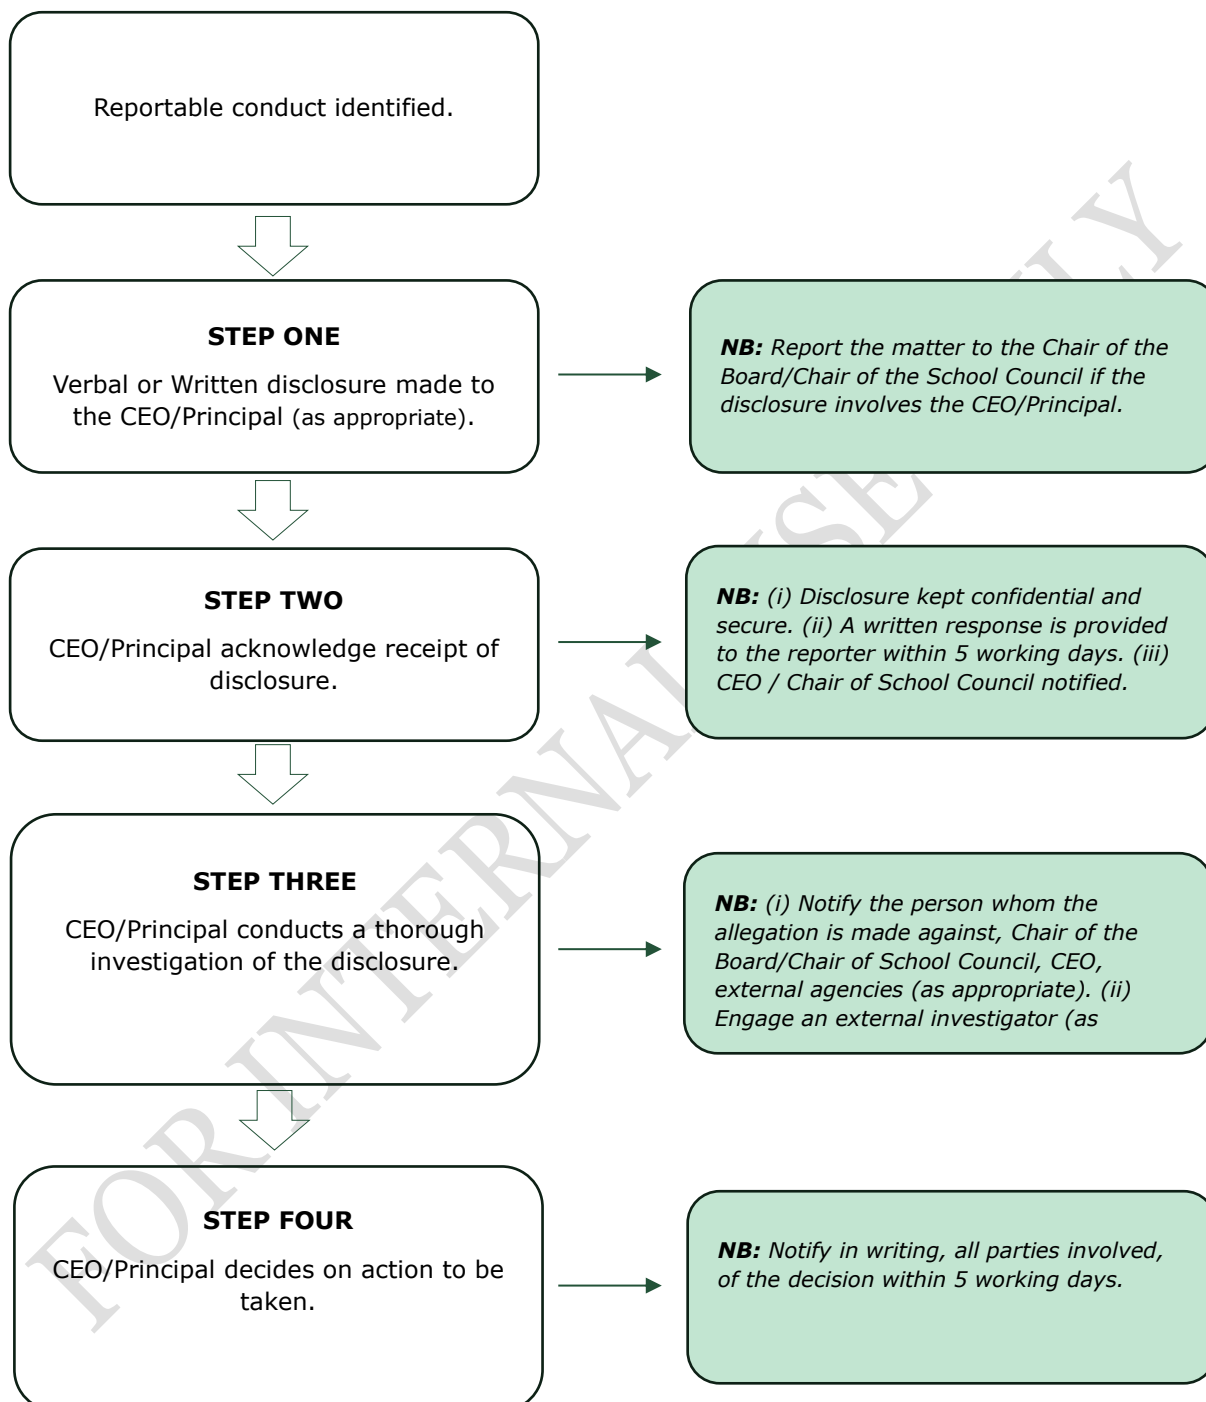 Reportable conduct identified.
STEP ONE
Verbal or Written disclosure made to
the CEO/Principal (as appropriate).
NB: Report the matter to the Chair of the
Board/Chair of the School Council if the
disclosure involves the CEO/Principal.
STEP TWO
CEO/Principal acknowledge receipt of
disclosure.
NB: (i) Disclosure kept confidential and
secure. (ii) A written response is provided
to the reporter within 5 working days. (iii)
CEO / Chair of School Council notified.
STEP THREE
CEO/Principal conducts a thorough
investigation of the disclosure.
NB: (i) Notify the person whom the
allegation is made against, Chair of the
Board/Chair of School Council, CEO,
external agencies (as appropriate). (ii)
Engage an external investigator (as
STEP FOUR
CEO/Principal decides on action to be
taken.
NB: Notify in writing, all parties involved,
of the decision within 5 working days.
FOR INTERNAL USE LY